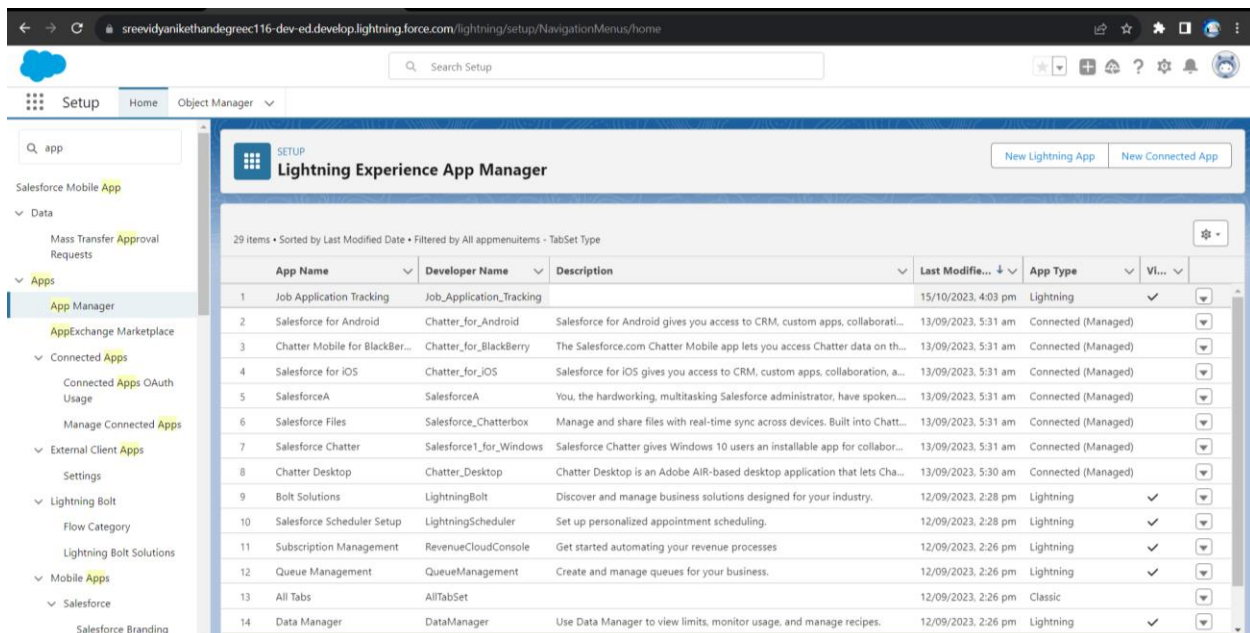 sreevidyanikethandegreec116-dev-ed.develop.lightning.force.com/lightning/setup/NavigationMenus/home
Search Setup
Setup Home Object Manager
app
Salesforce Mobile App
Data
Mass Transfer Approval
Requests
Apps
App Manager
AppExchange Marketplace
Connected Apps
Connected Apps OAuth
Usage
Manage Connected Apps
External Client Apps
Settings
Lightning Bolt
Flow Category
Lightning Bolt Solutions
Mobile Apps
Salesforce
Salesforce Branding
SETUP
Lightning Experience App Manager
New Lightning App New Connected App
29 items • Sorted by Last Modified Date • Filtered by All appmenuitems - TabSet Type
App Name Developer Name Description Last Modifie... App Type Vi...
1 Job Application Tracking Job_Application_Tracking 15/10/2023, 4:03 pm Lightning
2 Salesforce for Android Chatter_for_Android Salesforce for Android gives you access to CRM, custom apps, collaborati... 13/09/2023, 5:31 am Connected (Managed)
3 Chatter Mobile for BlackBer... Chatter_for_BlackBerry The Salesforce.com Chatter Mobile app lets you access Chatter data on th... 13/09/2023, 5:31 am Connected (Managed)
4 Salesforce for iOS Chatter_for_iOS Salesforce for iOS gives you access to CRM, custom apps, collaboration, a... 13/09/2023, 5:31 am Connected (Managed)
5 SalesforceA SalesforceA You, the hardworking, multitasking Salesforce administrator, have spoken.... 13/09/2023, 5:31 am Connected (Managed)
6 Salesforce Files Salesforce_Chatterbox Manage and share files with real-time sync across devices. Built into Chatt... 13/09/2023, 5:31 am Connected (Managed)
7 Salesforce Chatter Salesforce1_for_Windows Salesforce Chatter gives Windows 10 users an installable app for collabor... 13/09/2023, 5:31 am Connected (Managed)
8 Chatter Desktop Chatter_Desktop Chatter Desktop is an Adobe AIR-based desktop application that lets Cha... 13/09/2023, 5:30 am Connected (Managed)
9 Bolt Solutions LightningBolt Discover and manage business solutions designed for your industry. 12/09/2023, 2:28 pm Lightning
10 Salesforce Scheduler Setup LightningScheduler Set up personalized appointment scheduling. 12/09/2023, 2:28 pm Lightning
11 Subscription Management RevenueCloudConsole Get started automating your revenue processes 12/09/2023, 2:26 pm Lightning
12 Queue Management QueueManagement Create and manage queues for your business. 12/09/2023, 2:26 pm Lightning
13 All Tabs AllTabSet 12/09/2023, 2:26 pm Classic
14 Data Manager DataManager Use Data Manager to view limits, monitor usage, and manage recipes. 12/09/2023, 2:26 pm Lightning